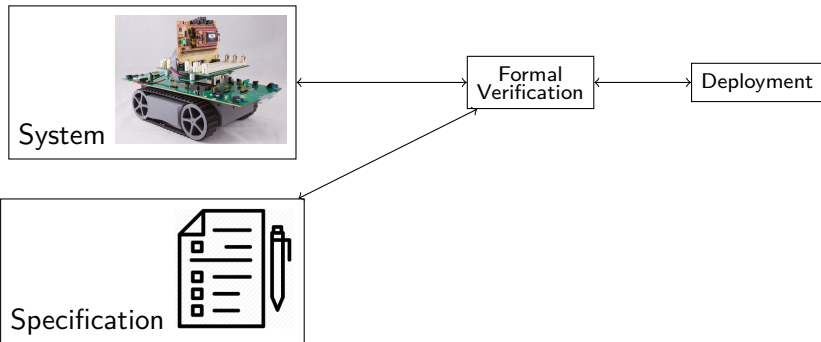 System
Formal
Verification
Deployment
Specification